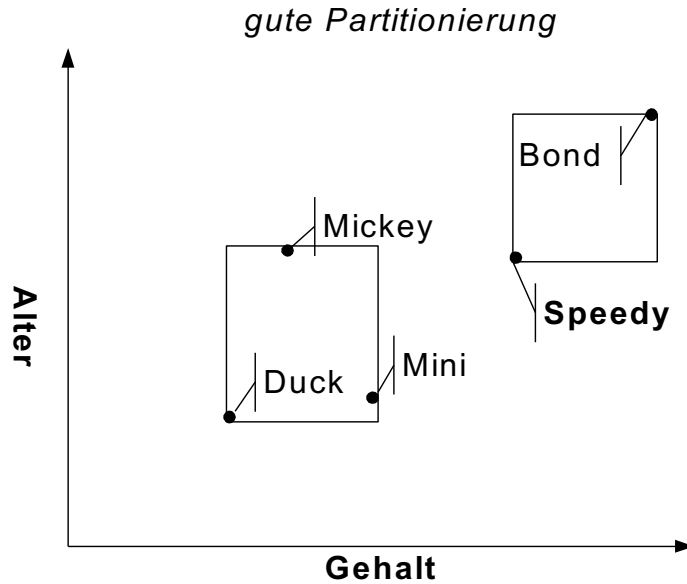 gute Partitionierung
Bond
Mickey
Speedy
Alter
Mini
Duck
Gehalt